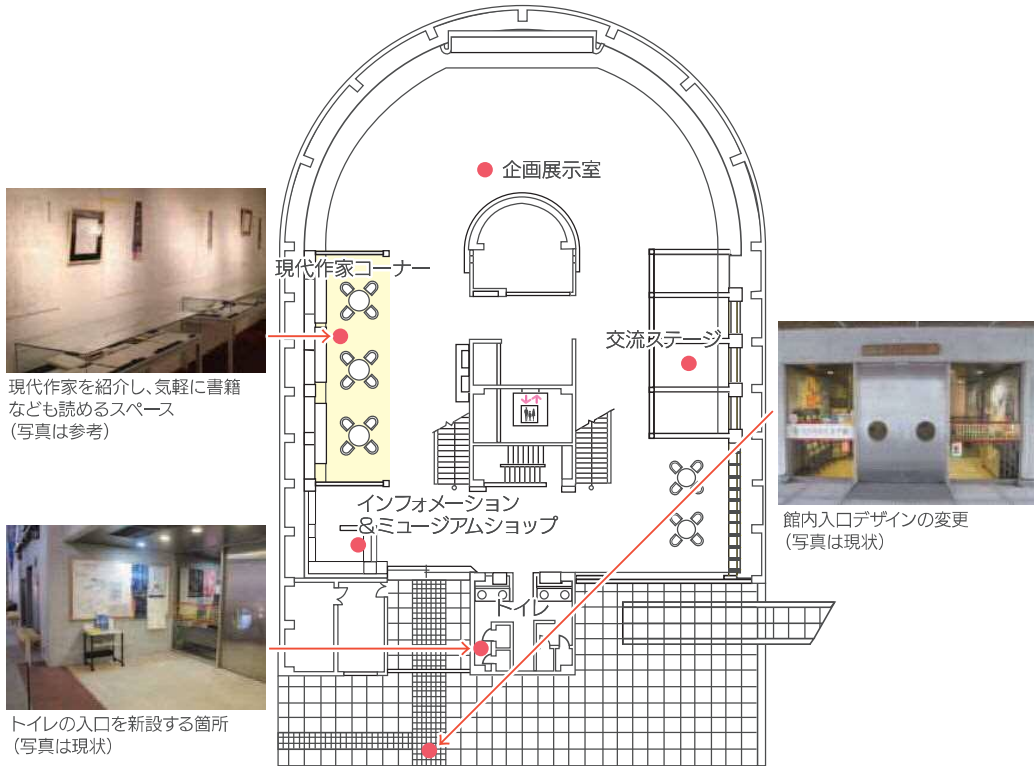 企画展示室
現代作家コーナー
交流ステージ
現代作家を紹介し、気軽に書籍
なども読めるスペース
(写真は参考)
インフォメーション
&ミュージアムショップ
館内入口デザインの変更
(写真は現状)
トイレ
トイレの入口を新設する箇所
(写真は現状)